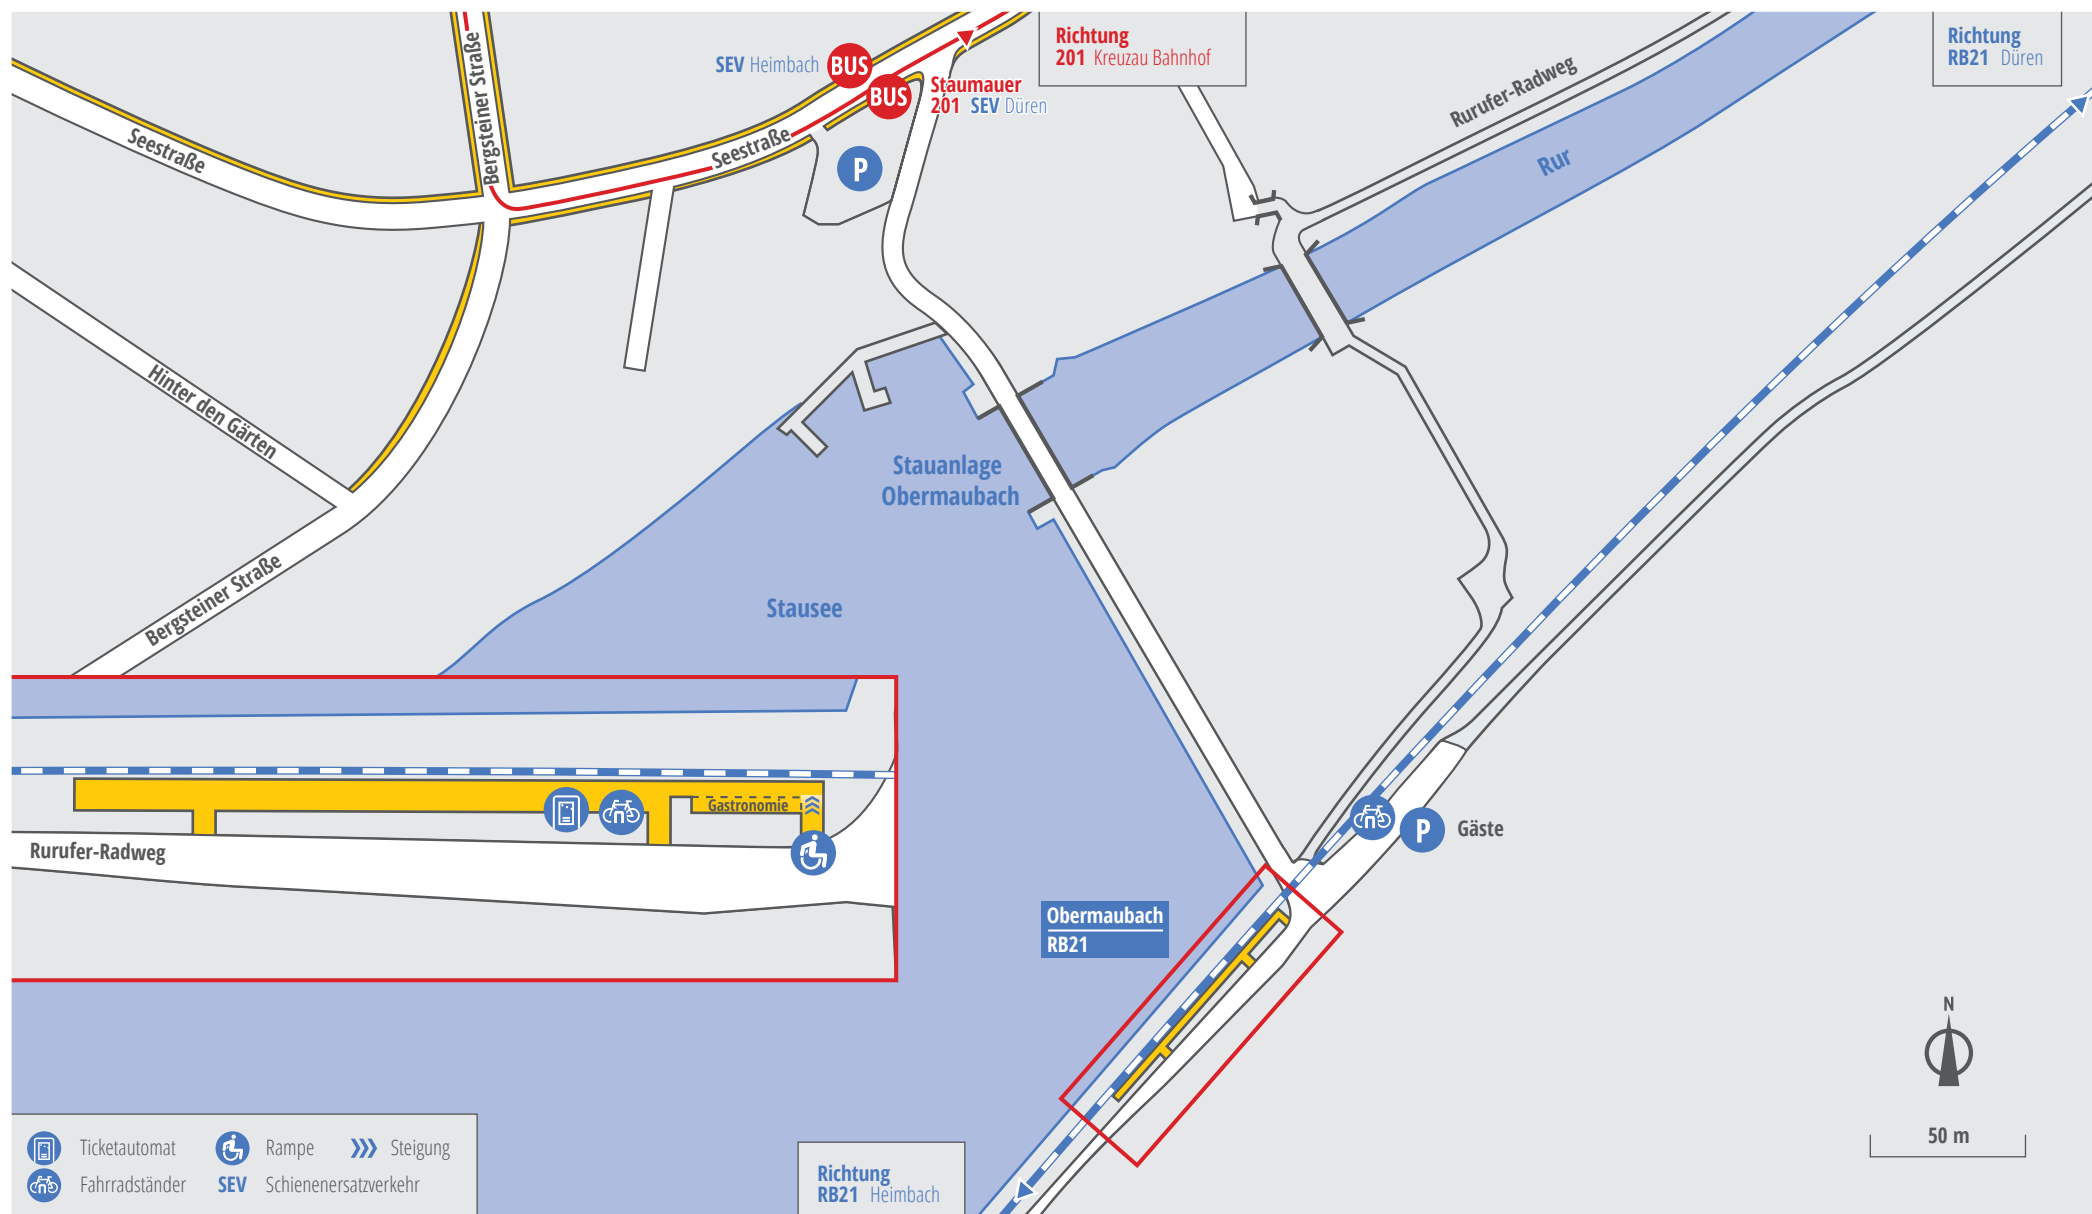 Richtung
201 Kreuzau Bahnhof
Richtung
RB21 Düren
SEV Heimbach
BUS
BUS
Staumauer
201 SEV Düren
Bergsteiner Straße
Seestraße
Seestraße
P
Rurufer-Radweg
Rur
Hinter den Gärten
Stauanlage
Obermaubach
Bergsteiner Straße
Stausee
Gastronomie
Rurufer-Radweg
P
Gäste
Obermaubach
RB21
N
50 m
Ticketautomat
Rampe
Steigung
Fahrradständer
SEV Schienenersatzverkehr
Richtung
RB21 Heimbach